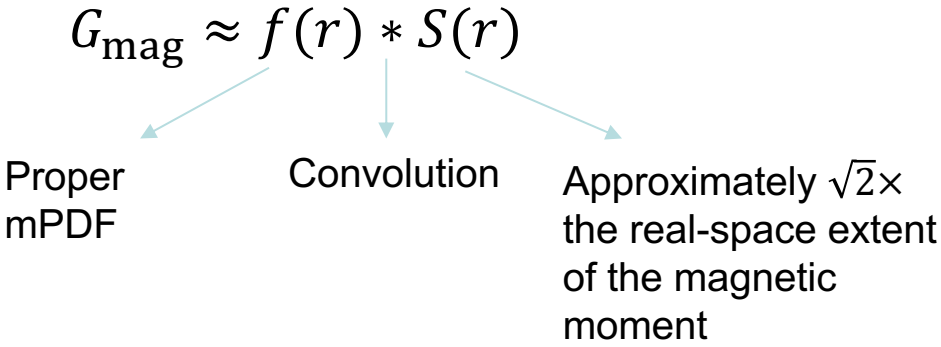 G_mag ≈ f(r) ∗ S(r)
Proper
mPDF
Convolution
Approximately √2×
the real-space extent
of the magnetic
moment